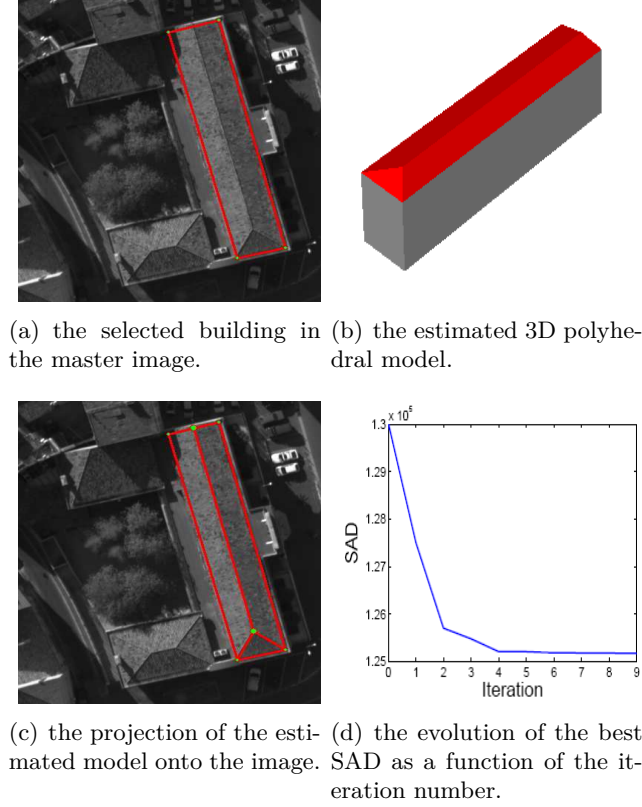 (a) the selected building in
the master image.
(b) the estimated 3D polyhe-
dral model.
1.3 x 10^5
1.29
1.28
1.27
1.26
1.25
SAD
0 1 2 3 4 5 6 7 8 9
Iteration
(c) the projection of the esti-
mated model onto the image.
(d) the evolution of the best
SAD as a function of the it-
eration number.